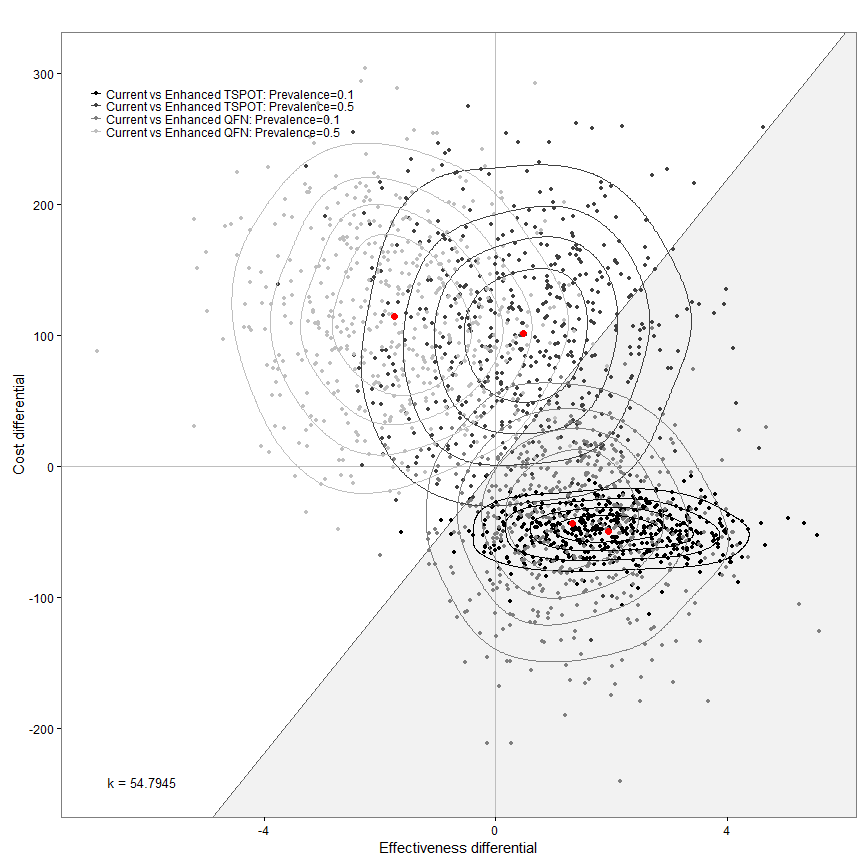 Current vs Enhanced TSPOT: Prevalence=0.1
Current vs Enhanced TSPOT: Prevalence=0.5
Current vs Enhanced QFN: Prevalence=0.1
Current vs Enhanced QFN: Prevalence=0.5
300
200
100
0
-100
-200
Cost differential
k = 54.7945
-4
0
4
Effectiveness differential